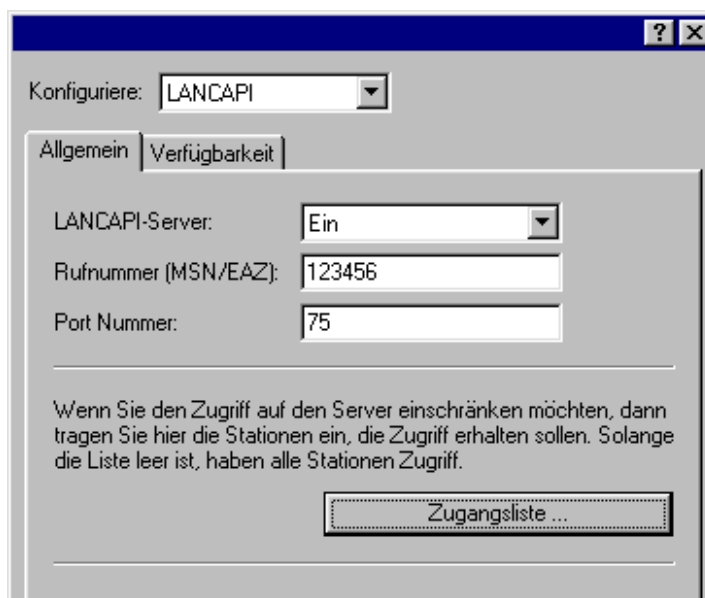 ?
Konfiguriere: LANCAPI
Allgemein Verfügbarkeit
LANCAPI-Server: Ein
Rufnummer (MSN/EAZ): 123456
Port Nummer: 75
Wenn Sie den Zugriff auf den Server einschränken möchten, dann
tragen Sie hier die Stationen ein, die Zugriff erhalten sollen. Solange
die Liste leer ist, haben alle Stationen Zugriff.
Zugangsliste ...